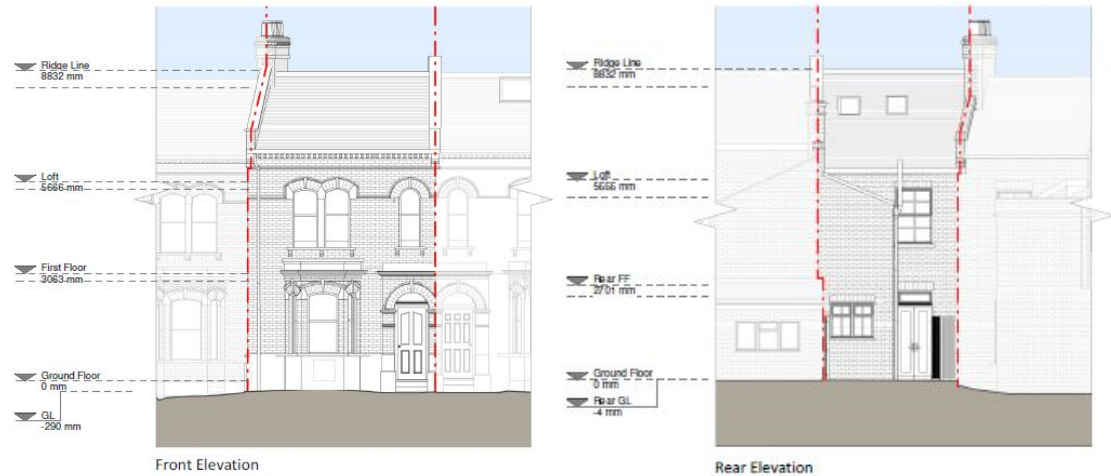 Ridge Line
8832 mm
Loft
5666 mm
First Floor
3063 mm
Ground Floor
0 mm
GL
-290 mm
Front Elevation
Ridge Line
8832 mm
Loft
5666 mm
Rear FF
2701 mm
Ground Floor
0 mm
Rear GL
-4 mm
Rear Elevation